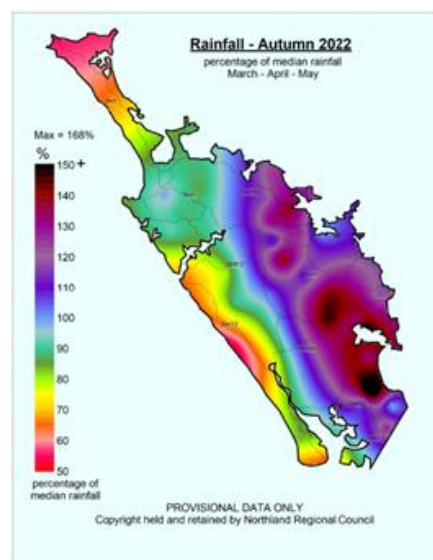 Rainfall - Autumn 2022
percentage of median rainfall
March - April - May
Max = 168%
%
150 +
140
130
120
110
100
90
80
70
60
50
percentage of
median rainfall
PROVISIONAL DATA ONLY
Copyright held and retained by Northland Regional Council